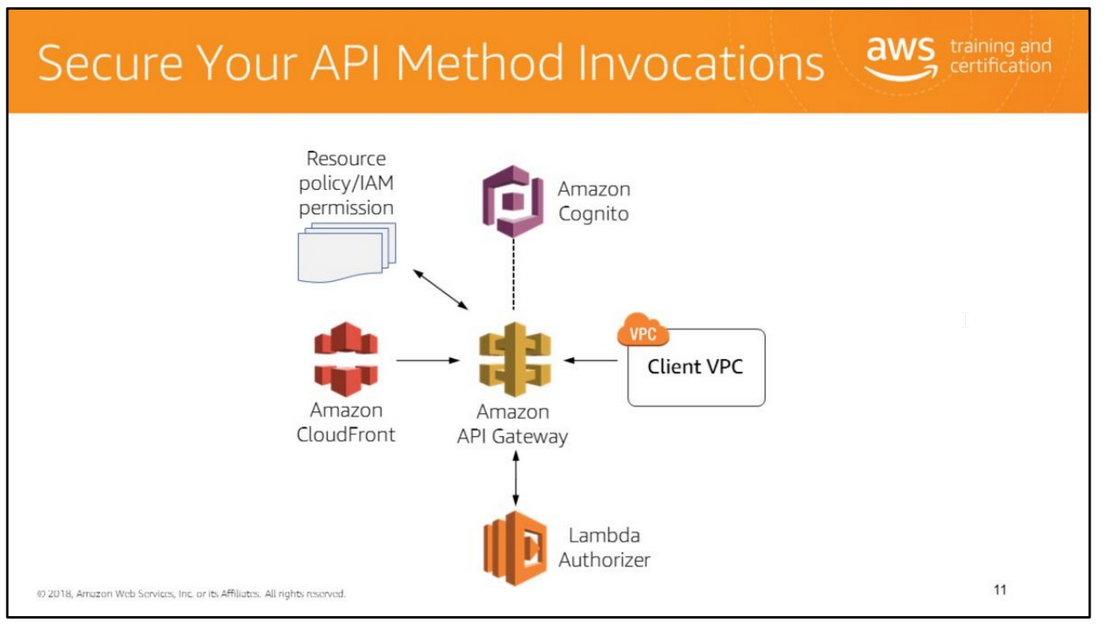 Secure Your API Method Invocations
aws training and
certification
Resource
policy/IAM
permission
Amazon
Cognito
VPC
Client VPC
Amazon
CloudFront
Amazon
API Gateway
Lambda
Authorizer
© 2018, Amazon Web Services, Inc. or its Affiliates. All rights reserved.
11